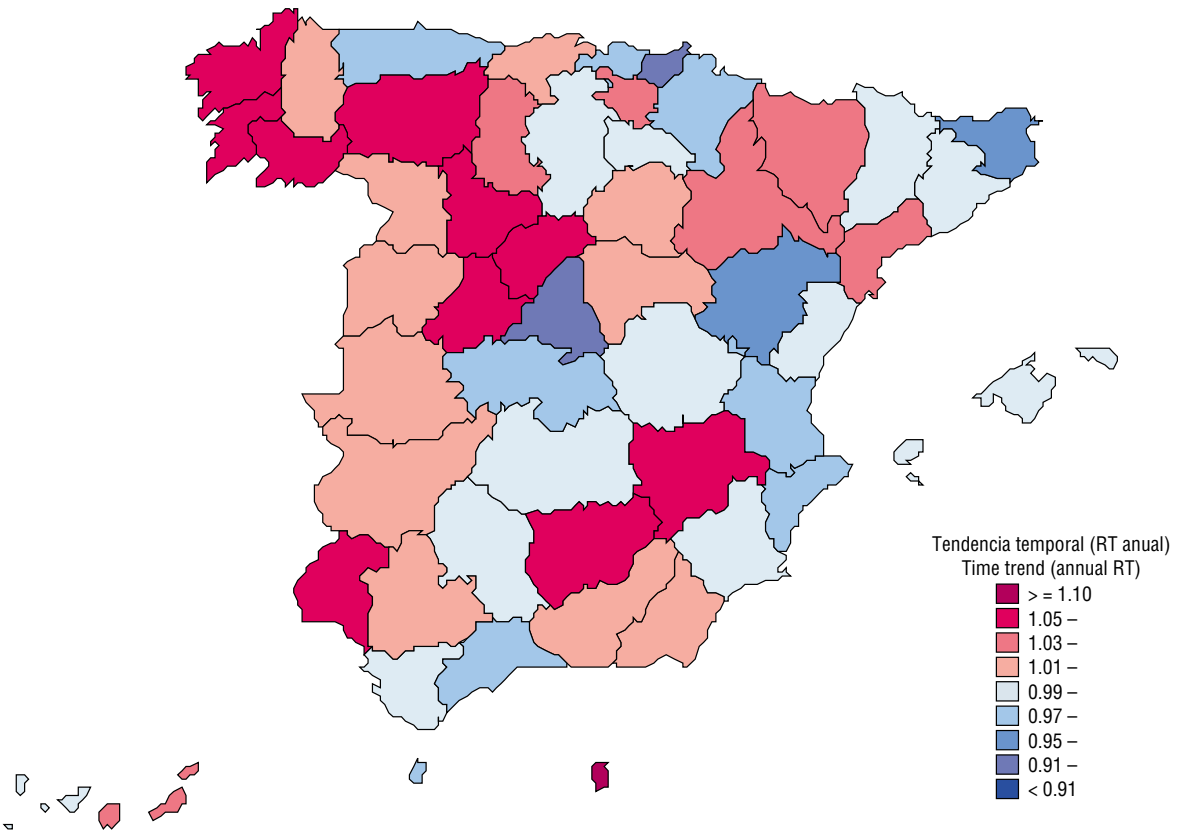 Tendencia temporal (RT anual)
Time trend (annual RT)
> = 1.10
1.05 –
1.03 –
1.01 –
0.99 –
0.97 –
0.95 –
0.91 –
< 0.91